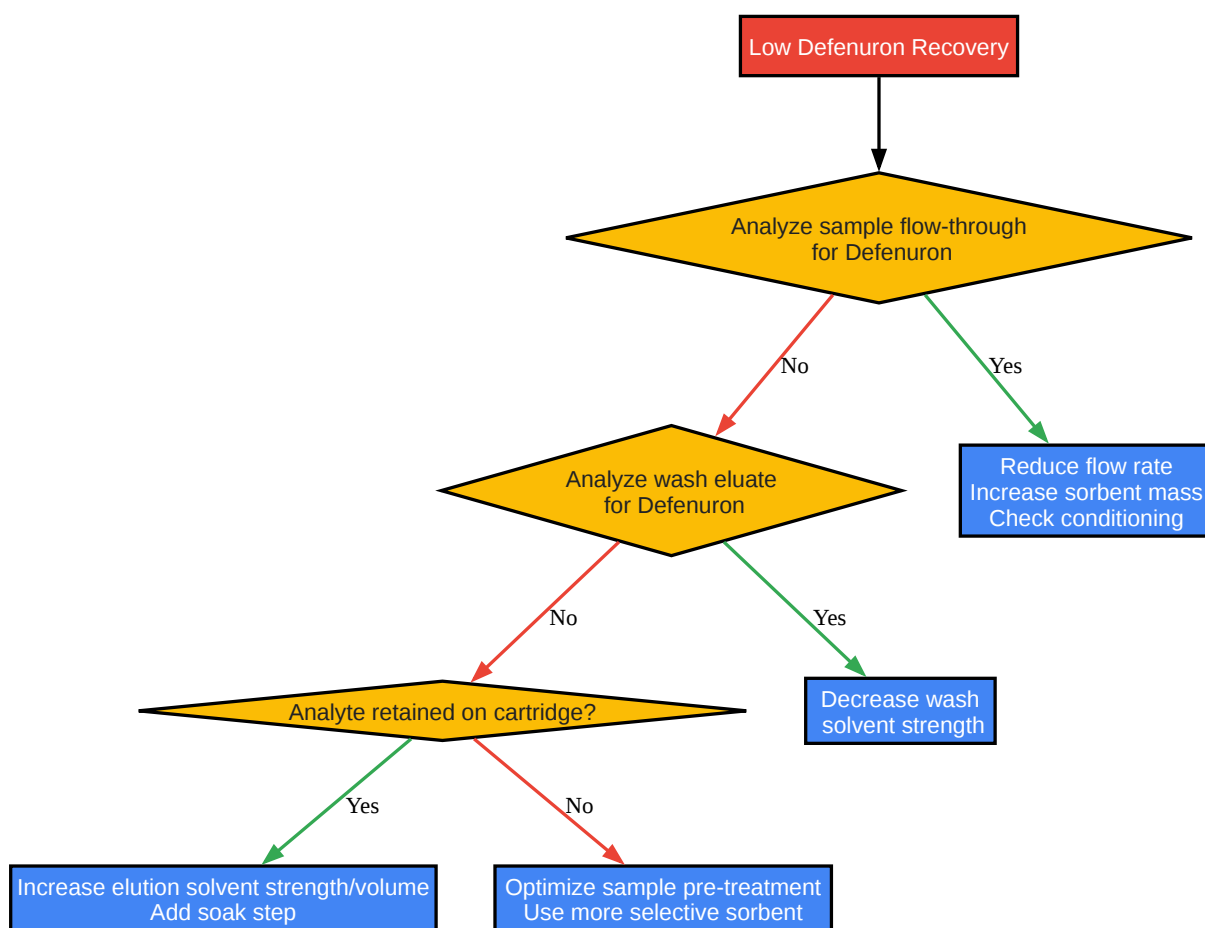 Low Defenuron Recovery
Analyze sample flow-through
for Defenuron
No
Yes
Analyze wash eluate
for Defenuron
Reduce flow rate
Increase sorbent mass
Check conditioning
No
Yes
Analyte retained on cartridge?
Decrease wash
solvent strength
Yes
No
Increase elution solvent strength/volume
Add soak step
Optimize sample pre-treatment
Use more selective sorbent